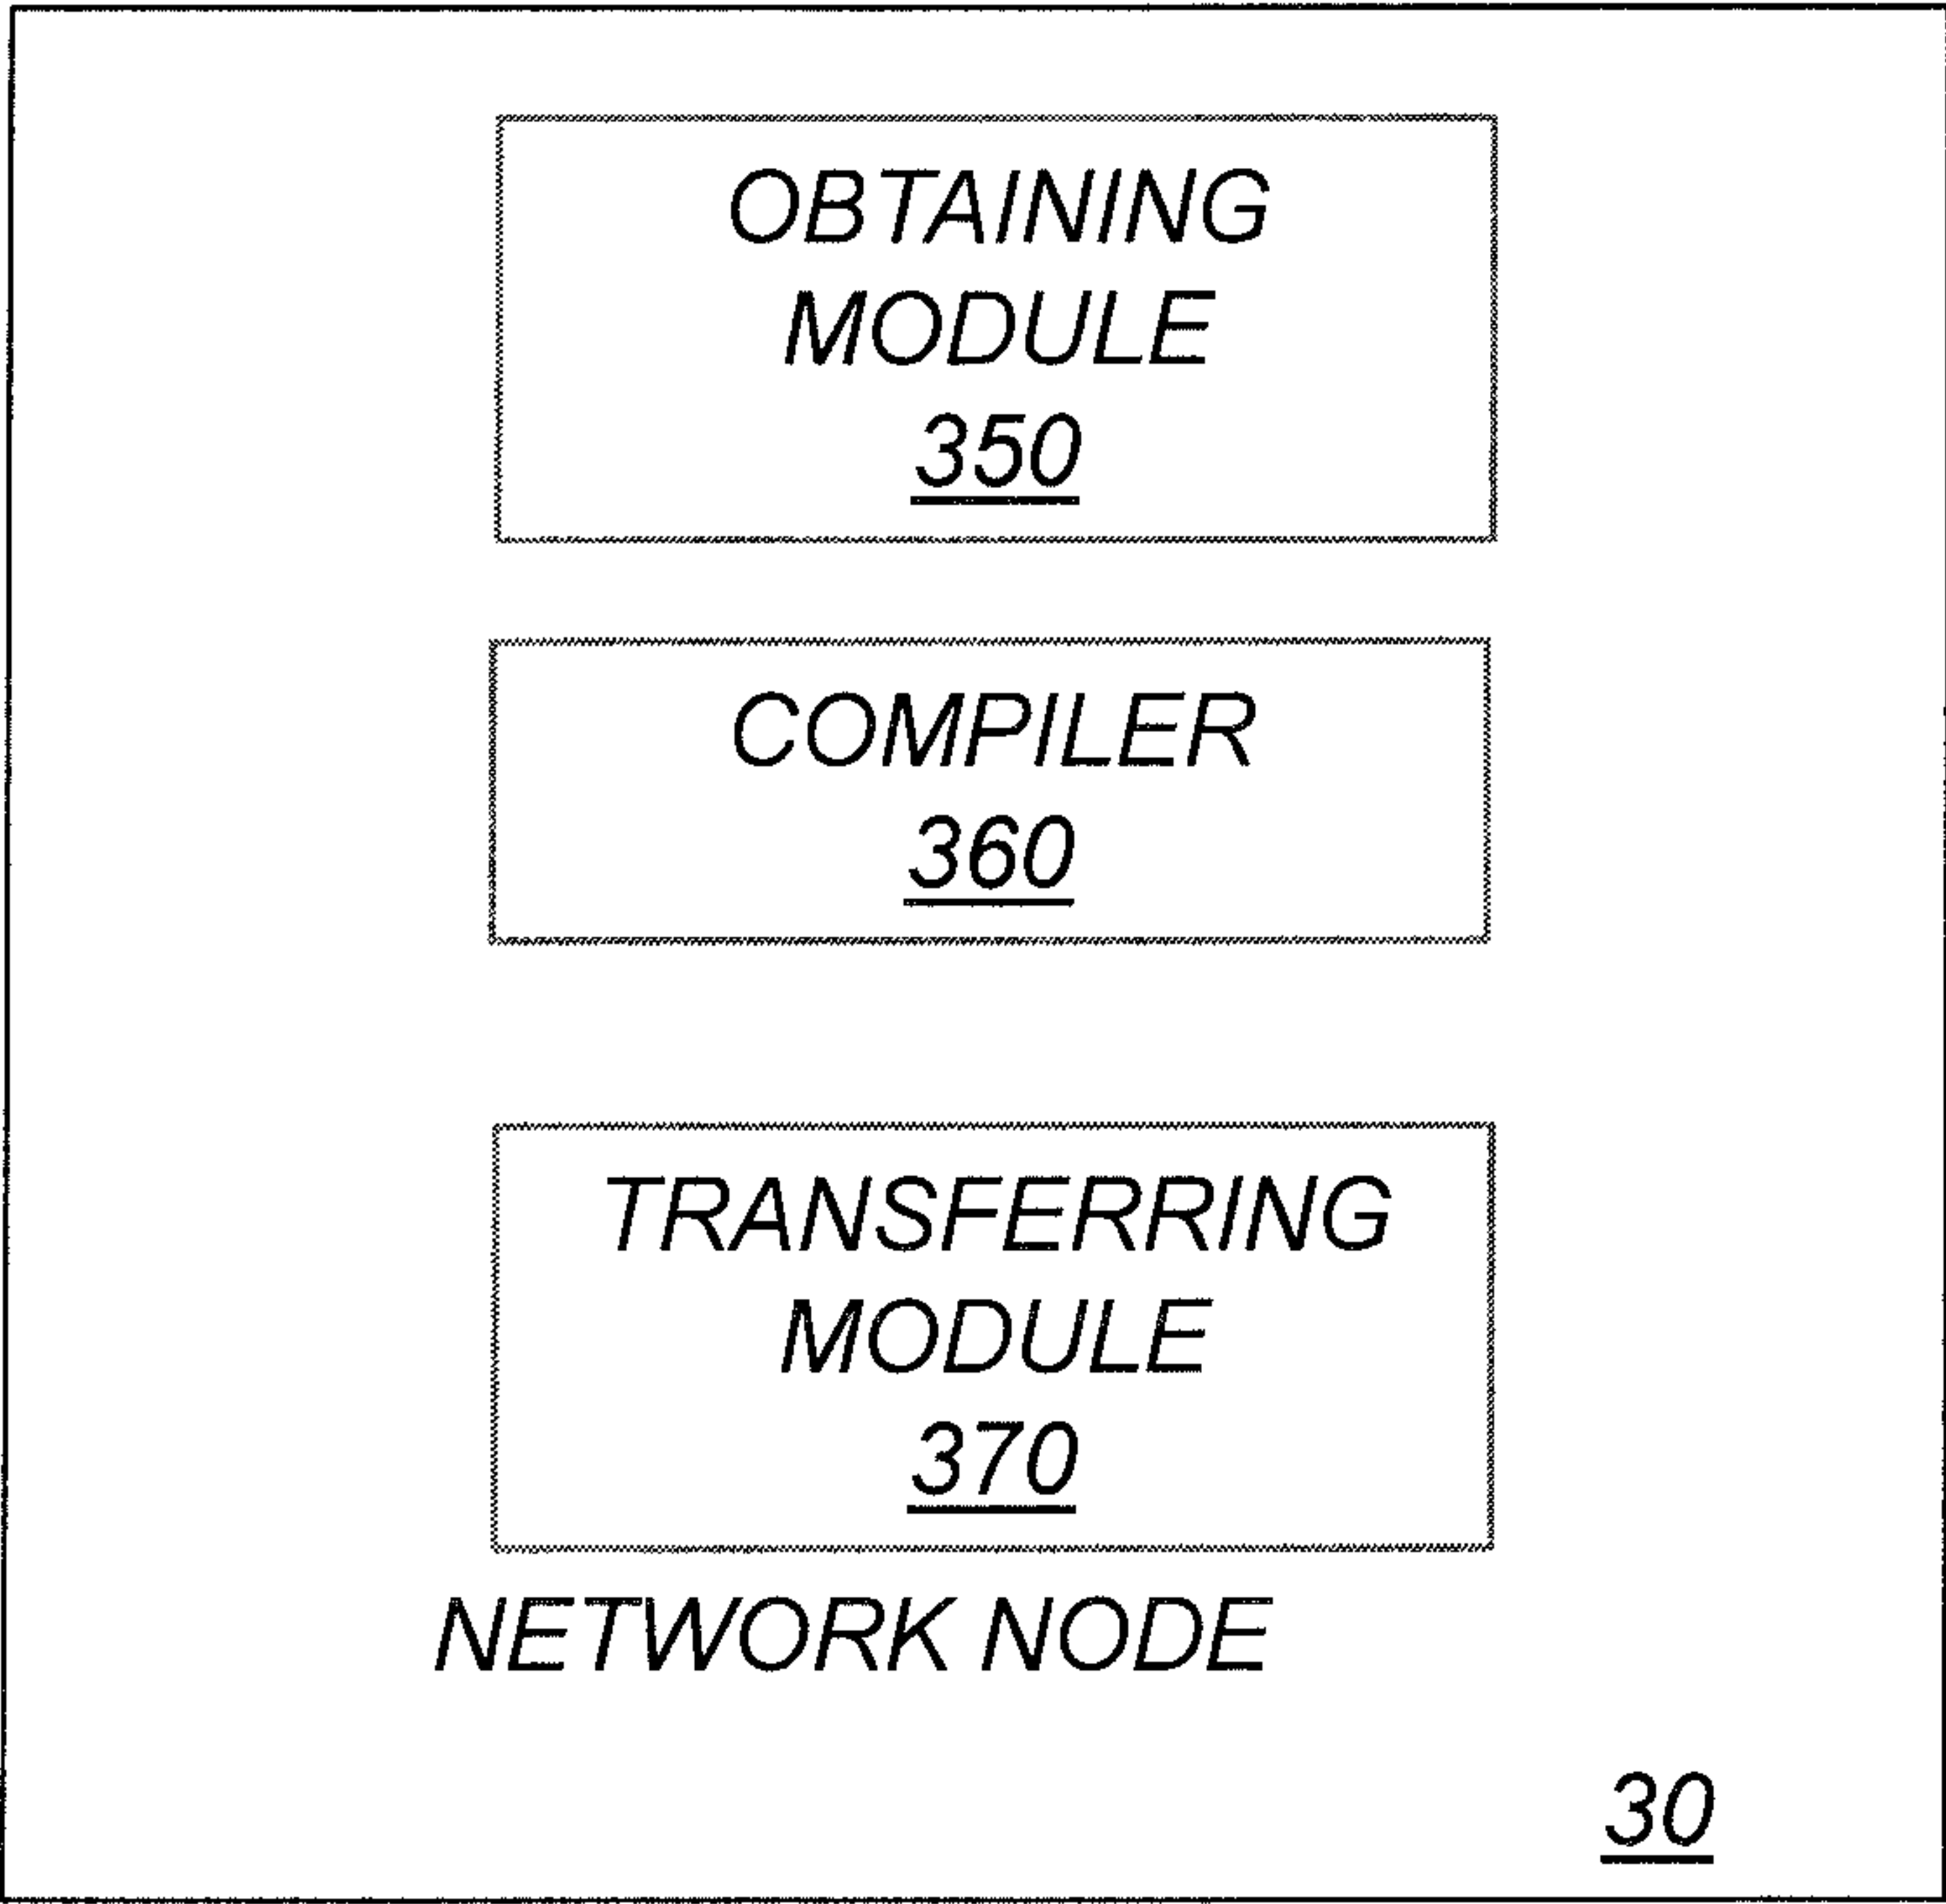 OBTAINING
MODULE
350
COMPILER
360
TRANSFERRING
MODULE
370
NETWORK NODE
30